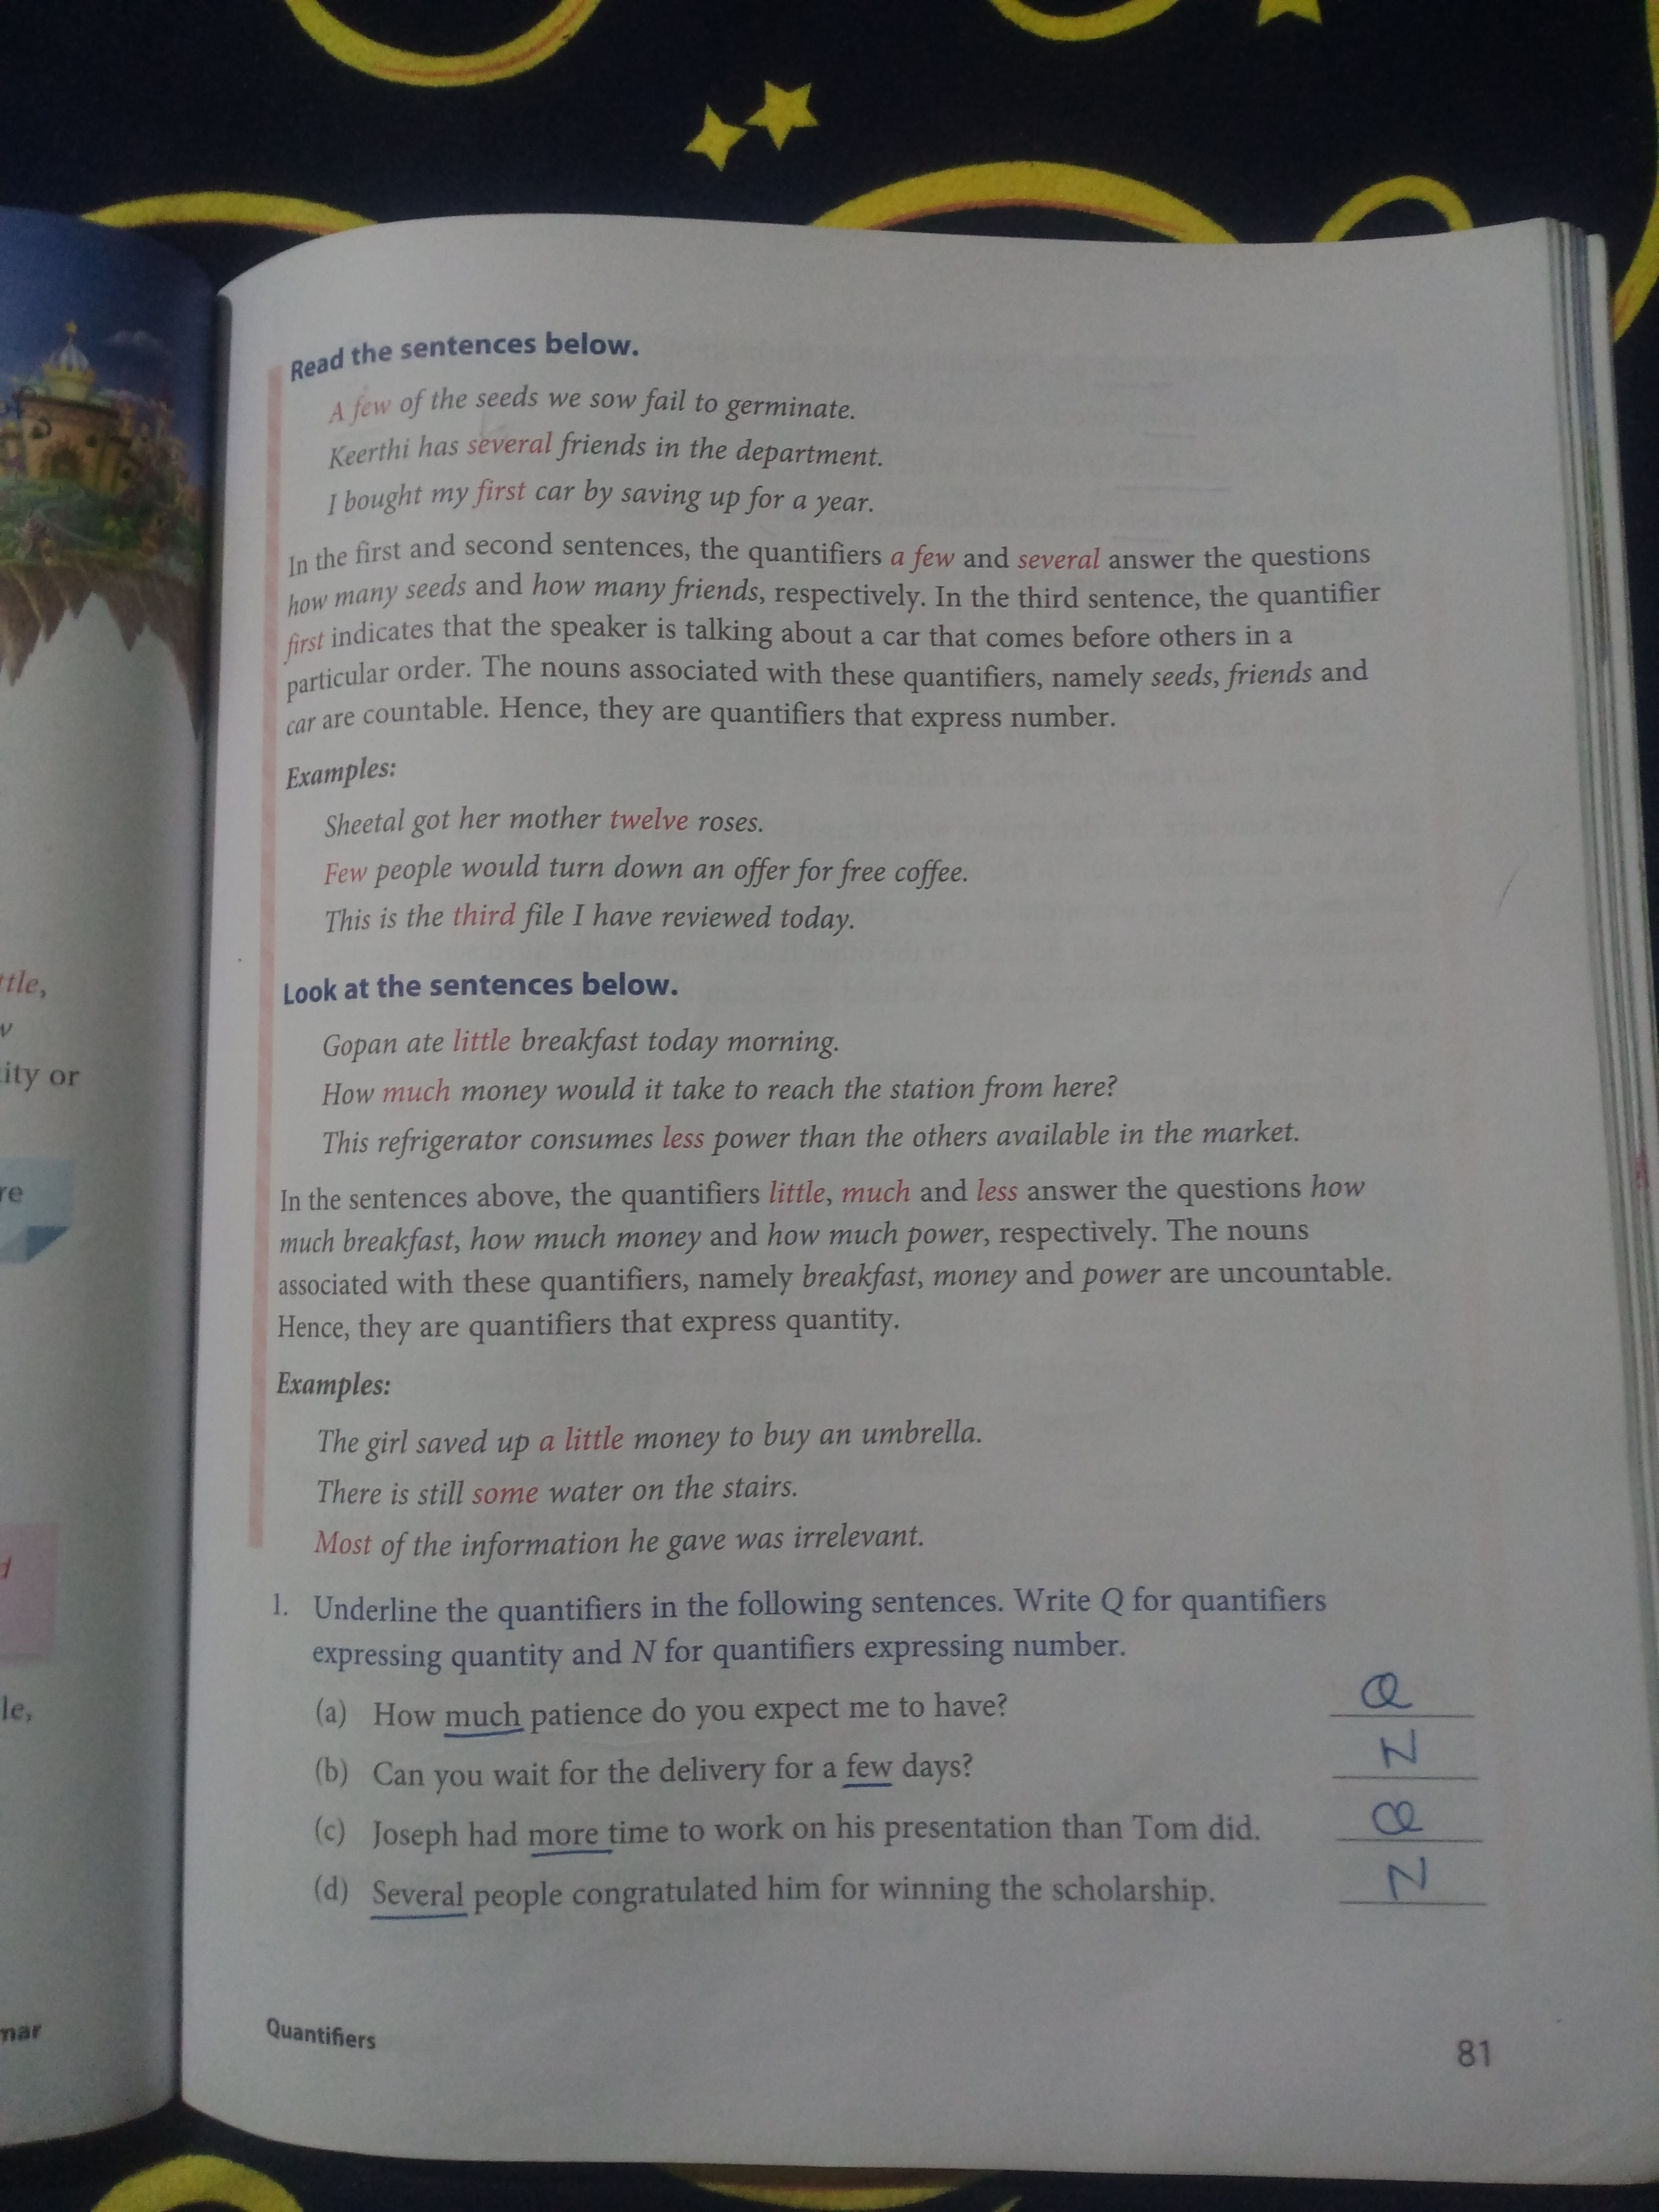 Read the sentences below.
A few of the seeds we sow fail to germinate.
Keerthi has several friends in the department.
I bought my first car by saving up for a year.
In the first and second sentences, the quantifiers a few and several answer the questions
how many seeds and how many friends, respectively. In the third sentence, the quantifier
first indicates that the speaker is talking about a car that comes before others in a
particular order. The nouns associated with these quantifiers, namely seeds, friends and
car are countable. Hence, they are quantifiers that express number.
Examples:
Sheetal got her mother twelve roses.
Few people would turn down an offer for free coffee.
This is the third file I have reviewed today.
Look at the sentences below.
Gopan ate little breakfast today morning.
How much money would it take to reach the station from here?
This refrigerator consumes less power than the others available in the market.
In the sentences above, the quantifiers little, much and less answer the questions how
much breakfast, how much money and how much power, respectively. The nouns
associated with these quantifiers, namely breakfast, money and power are uncountable.
Hence, they are quantifiers that express quantity.
Examples:
The girl saved up a little money to buy an umbrella.
There is still some water on the stairs.
Most of the information he gave was irrelevant.
1. Underline the quantifiers in the following sentences. Write Q for quantifiers
expressing quantity and N for quantifiers expressing number.
(a) How much patience do you expect me to have? Q
(b) Can you wait for the delivery for a few days? N
(c) Joseph had more time to work on his presentation than Tom did. Q
(d) Several people congratulated him for winning the scholarship. N
Quantifiers
81